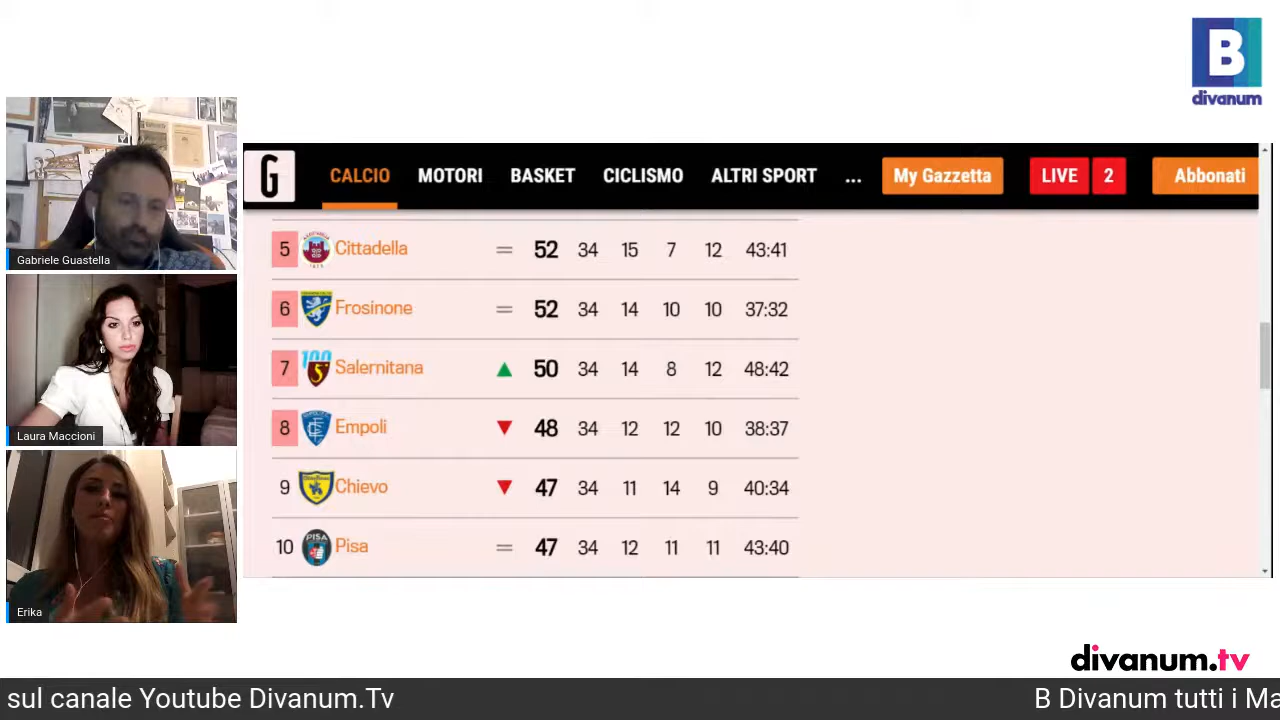 B
divanum
G
CALCIO MOTORI BASKET CICLISMO ALTRI SPORT ... My Gazzetta LIVE 2 Abbonati
5 Cittadella = 52 34 15 7 12 43:41
6 Frosinone = 52 34 14 10 10 37:32
7 Salernitana 50 34 14 8 12 48:42
8 Empoli 48 34 12 12 10 38:37
9 Chievo 47 34 11 14 9 40:34
10 Pisa = 47 34 12 11 11 43:40
Gabriele Guastella
Laura Maccioni
Erika
divanum.tv
sul canale Youtube Divanum.Tv B Divanum tutti i Ma